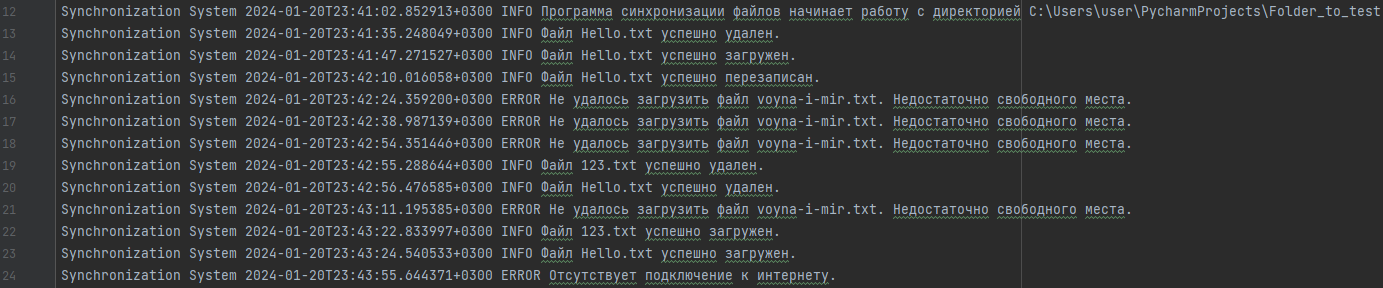 12 Synchronization System 2024-01-20T23:41:02.852913+0300 INFO Программа синхронизации файлов начинает работу с директорией C:\Users\user\PycharmProjects\Folder_to_test
13 Synchronization System 2024-01-20T23:41:35.248049+0300 INFO Файл Hello.txt успешно удален.
14 Synchronization System 2024-01-20T23:41:47.271527+0300 INFO Файл Hello.txt успешно загружен.
15 Synchronization System 2024-01-20T23:42:10.016058+0300 INFO Файл Hello.txt успешно перезаписан.
16 Synchronization System 2024-01-20T23:42:24.359200+0300 ERROR Не удалось загрузить файл voyna-i-mir.txt. Недостаточно свободного места.
17 Synchronization System 2024-01-20T23:42:38.987139+0300 ERROR Не удалось загрузить файл voyna-i-mir.txt. Недостаточно свободного места.
18 Synchronization System 2024-01-20T23:42:54.351446+0300 ERROR Не удалось загрузить файл voyna-i-mir.txt. Недостаточно свободного места.
19 Synchronization System 2024-01-20T23:42:55.288644+0300 INFO Файл 123.txt успешно удален.
20 Synchronization System 2024-01-20T23:42:56.476585+0300 INFO Файл Hello.txt успешно удален.
21 Synchronization System 2024-01-20T23:43:11.195385+0300 ERROR Не удалось загрузить файл voyna-i-mir.txt. Недостаточно свободного места.
22 Synchronization System 2024-01-20T23:43:22.833997+0300 INFO Файл 123.txt успешно загружен.
23 Synchronization System 2024-01-20T23:43:24.540533+0300 INFO Файл Hello.txt успешно загружен.
24 Synchronization System 2024-01-20T23:43:55.644371+0300 ERROR Отсутствует подключение к интернету.